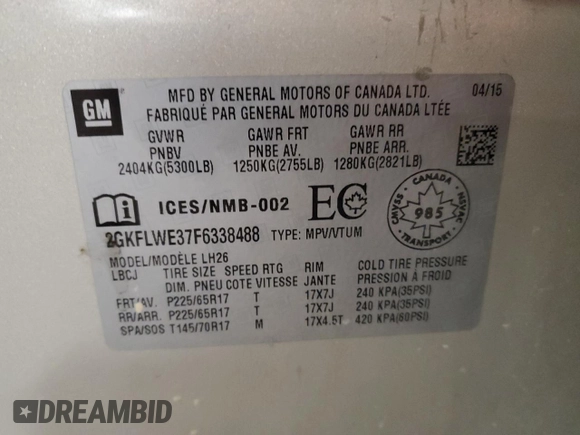 GM
MFD BY GENERAL MOTORS OF CANADA LTD. 04/15
FABRIQUÉ PAR GENERAL MOTORS DU CANADA LTÉE
GVWR GAWR FRT GAWR RR
PNBV PNBE AV. PNBE ARR.
2404KG(5300LB) 1250KG(2755LB) 1280KG(2821LB)
i ICES/NMB-002 EC CANADA CMVSS 985 NSVAC
2GKFLWE37F6338488 TYPE: MPV/VTUM
MODEL/MODÈLE LH26
LBCJ TIRE SIZE SPEED RTG RIM COLD TIRE PRESSURE
DIM. PNEU COTE VITESSE JANTE PRESSION À FROID
FRT/AV. P225/65R17 T 17X7J 240 KPA(35PSI)
RR/ARR. P225/65R17 T 17X7J 240 KPA(35PSI)
SPA/SOS T145/70R17 M 17X4.5T 420 KPA(60PSI)
DREAMBID